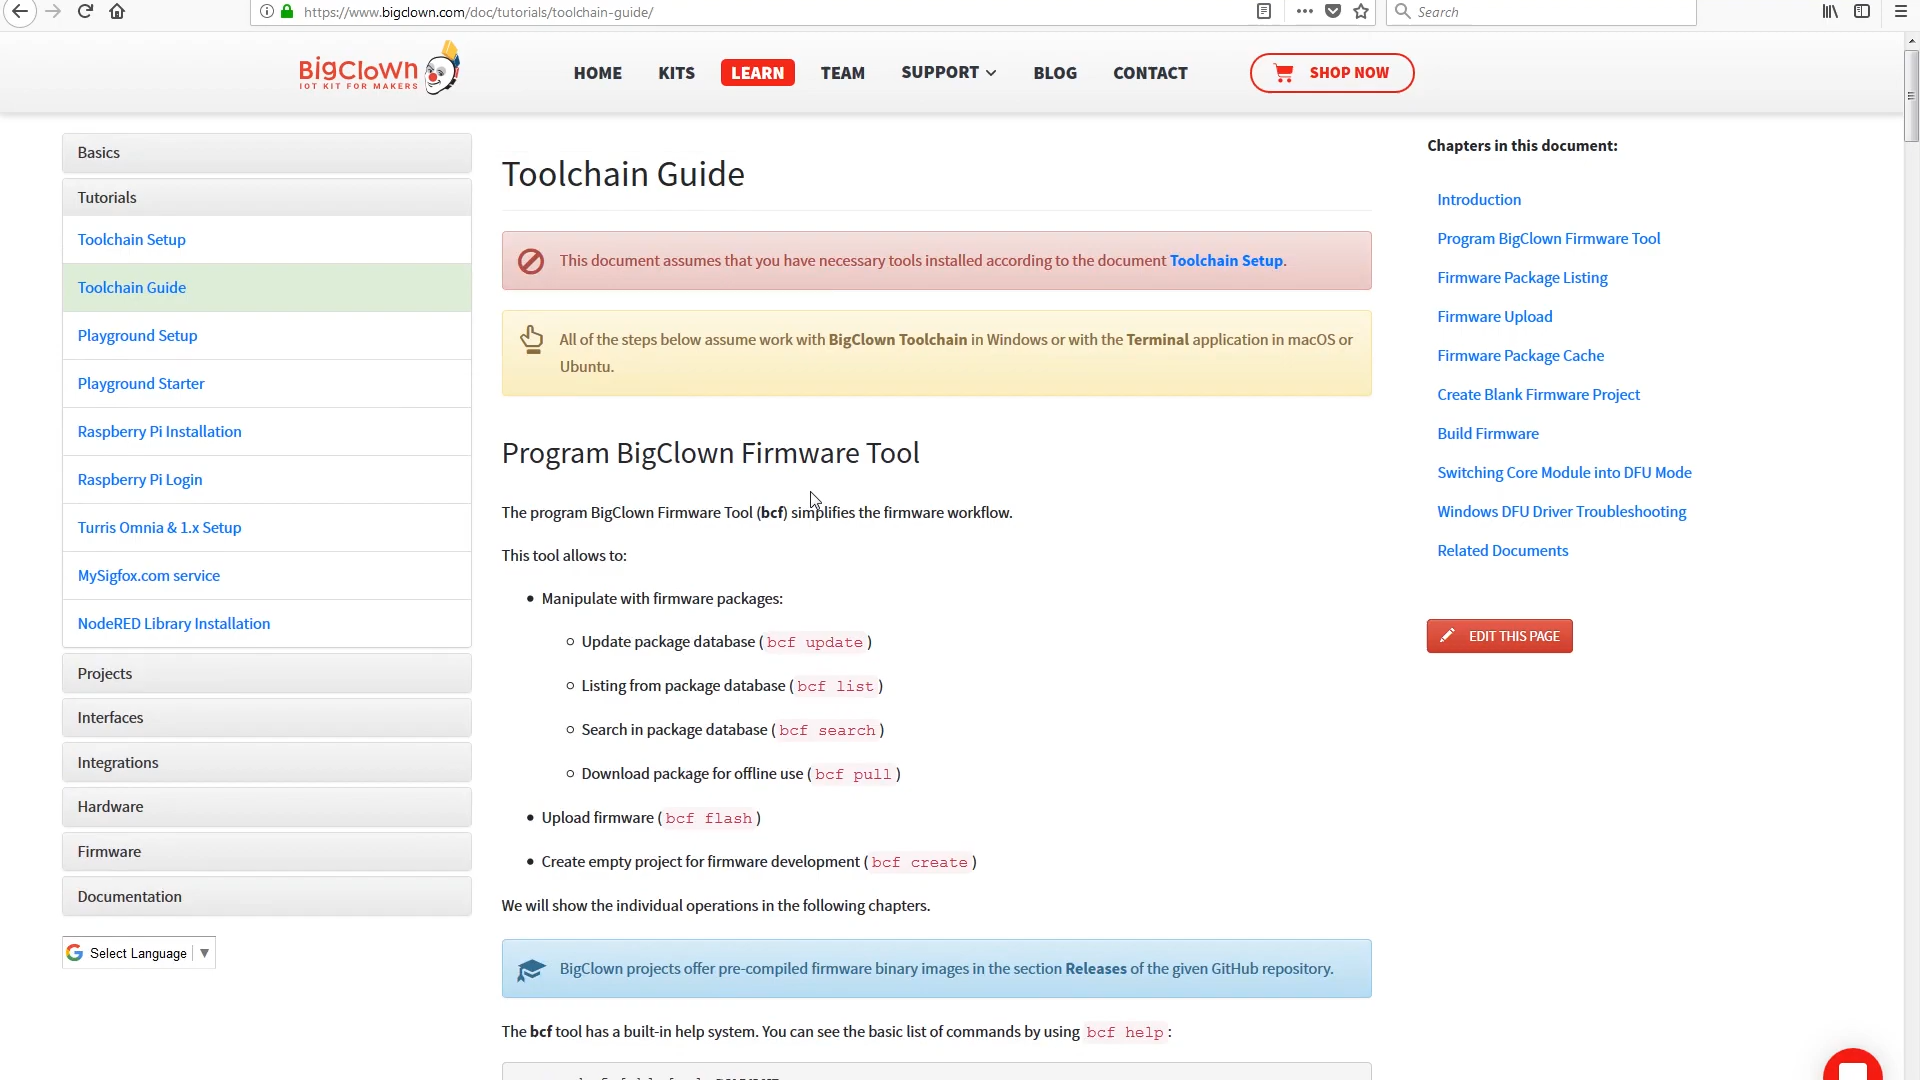 https://www.bigclown.com/doc/tutorials/toolchain-guide/
Search
BigClown
IOT KIT FOR MAKERS
HOME
KITS
LEARN
TEAM
SUPPORT
BLOG
CONTACT
SHOP NOW
Basics
Tutorials
Toolchain Setup
Toolchain Guide
Playground Setup
Playground Starter
Raspberry Pi Installation
Raspberry Pi Login
Turris Omnia & 1.x Setup
MySigfox.com service
NodeRED Library Installation
Projects
Interfaces
Integrations
Hardware
Firmware
Documentation
Select Language
Toolchain Guide
This document assumes that you have necessary tools installed according to the document Toolchain Setup.
All of the steps below assume work with BigClown Toolchain in Windows or with the Terminal application in macOS or
Ubuntu.
Program BigClown Firmware Tool
The program BigClown Firmware Tool (bcf) simplifies the firmware workflow.
This tool allows to:
Manipulate with firmware packages:
Update package database ( bcf update )
Listing from package database ( bcf list )
Search in package database ( bcf search )
Download package for offline use ( bcf pull )
Upload firmware ( bcf flash )
Create empty project for firmware development ( bcf create )
We will show the individual operations in the following chapters.
BigClown projects offer pre-compiled firmware binary images in the section Releases of the given GitHub repository.
The bcf tool has a built-in help system. You can see the basic list of commands by using bcf help :
Chapters in this document:
Introduction
Program BigClown Firmware Tool
Firmware Package Listing
Firmware Upload
Firmware Package Cache
Create Blank Firmware Project
Build Firmware
Switching Core Module into DFU Mode
Windows DFU Driver Troubleshooting
Related Documents
EDIT THIS PAGE